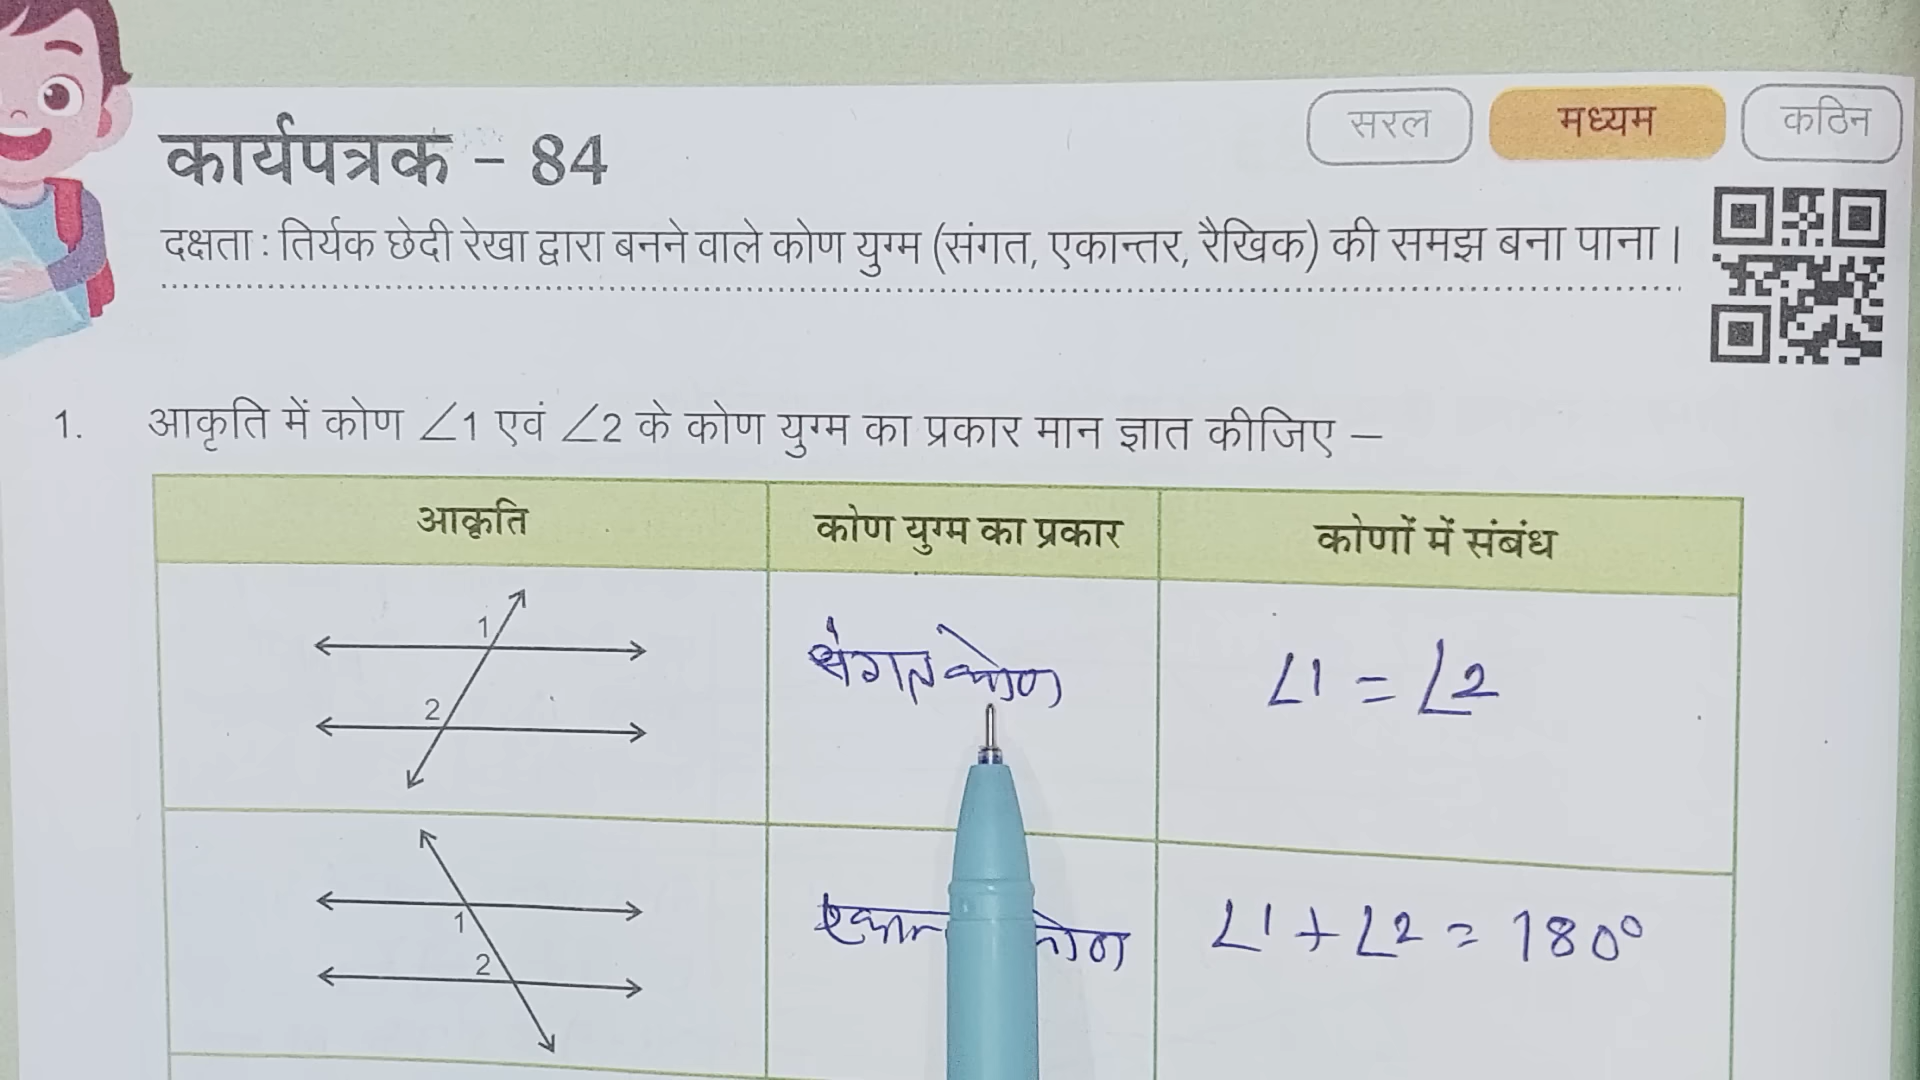 सरल मध्यम कठिन
कार्यपत्रक - 84
दक्षता : तिर्यक छेदी रेखा द्वारा बनने वाले कोण युग्म (संगत, एकान्तर, रैखिक) की समझ बना पाना।
1. आकृति में कोण ∠1 एवं ∠2 के कोण युग्म का प्रकार मान ज्ञात कीजिए –
आकृति कोण युग्म का प्रकार कोणों में संबंध
1
2
संगत कोण ∠1 = ∠2
1
2
∠1 + ∠2 = 180°